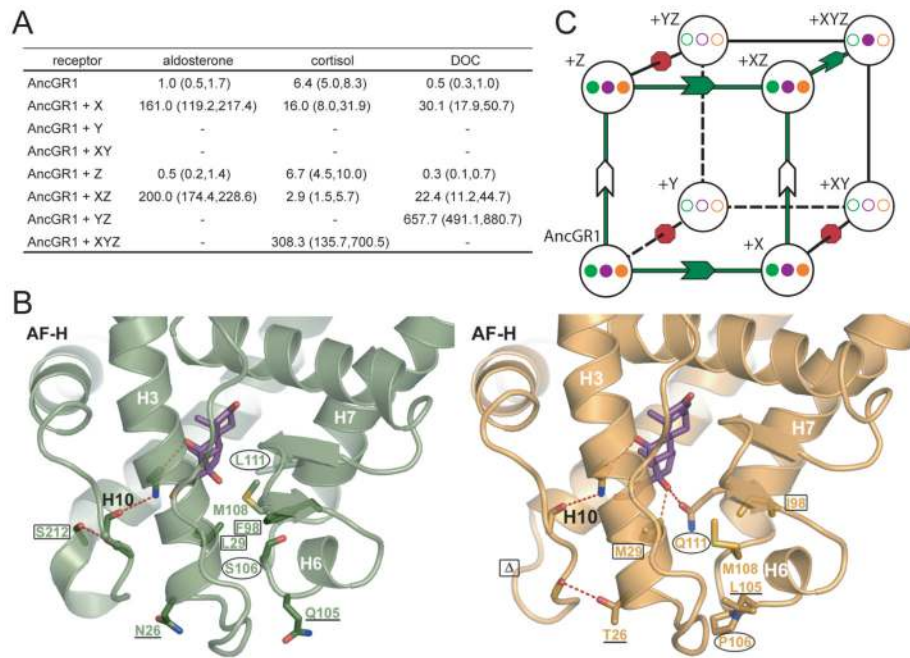 A
receptor aldosterone cortisol DOC
AncGR1 1.0 (0.5,1.7) 6.4 (5.0,8.3) 0.5 (0.3,1.0)
AncGR1 + X 161.0 (119.2,217.4) 16.0 (8.0,31.9) 30.1 (17.9,50.7)
AncGR1 + Y - - -
AncGR1 + XY - - -
AncGR1 + Z 0.5 (0.2,1.4) 6.7 (4.5,10.0) 0.3 (0.1,0.7)
AncGR1 + XZ 200.0 (174.4,228.6) 2.9 (1.5,5.7) 22.4 (11.2,44.7)
AncGR1 + YZ - - 657.7 (491.1,880.7)
AncGR1 + XYZ - 308.3 (135.7,700.5) -
C
+YZ +XYZ
+Z +XZ
+Y +XY
AncGR1 +X
B
AF-H
H3
H7
L111
H10
M108
S212
F98
L29
S106
H6
N26
Q105
AF-H
H3
H7
H10
I98
M29
Q111
Δ
M108
H6
L105
T26
P106